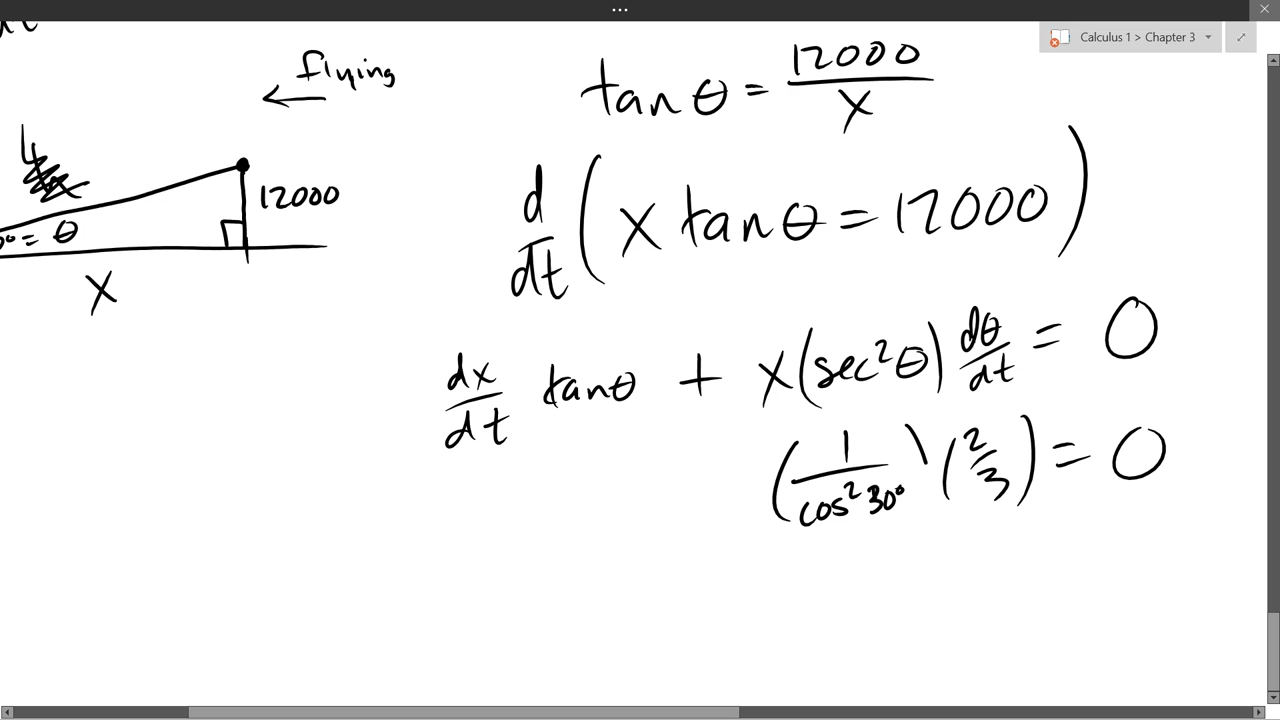 Calculus 1 > Chapter 3
flying
12000
= θ
x
tan θ = 12000/x
d/dt ( x tan θ = 12000 )
dx/dt tan θ + x (sec² θ) dθ/dt = 0
( 1/cos² 30° ) ( 2/3 ) = 0